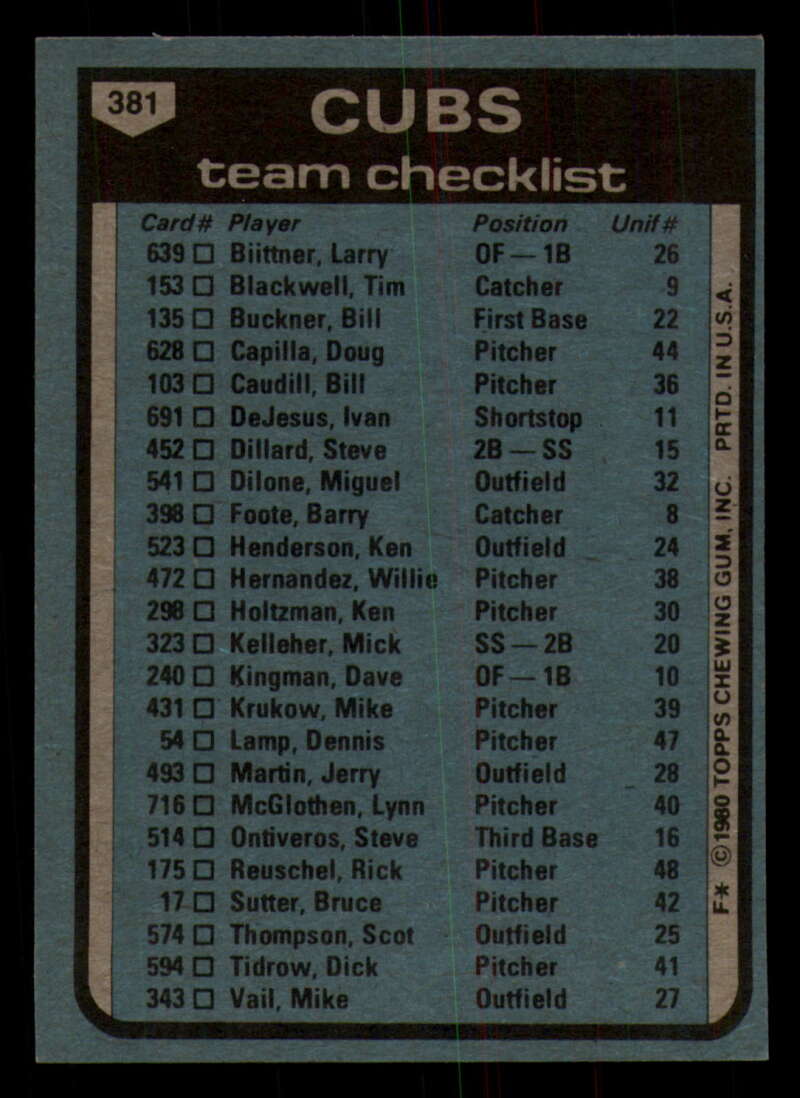 381
CUBS
team checklist
Card# Player Position Unif#
639 □ Biittner, Larry OF — 1B 26
153 □ Blackwell, Tim Catcher 9
135 □ Buckner, Bill First Base 22
628 □ Capilla, Doug Pitcher 44
103 □ Caudill, Bill Pitcher 36
691 □ DeJesus, Ivan Shortstop 11
452 □ Dillard, Steve 2B — SS 15
541 □ Dilone, Miguel Outfield 32
398 □ Foote, Barry Catcher 8
523 □ Henderson, Ken Outfield 24
472 □ Hernandez, Willie Pitcher 38
298 □ Holtzman, Ken Pitcher 30
323 □ Kelleher, Mick SS — 2B 20
240 □ Kingman, Dave OF — 1B 10
431 □ Krukow, Mike Pitcher 39
54 □ Lamp, Dennis Pitcher 47
493 □ Martin, Jerry Outfield 28
716 □ McGlothen, Lynn Pitcher 40
514 □ Ontiveros, Steve Third Base 16
175 □ Reuschel, Rick Pitcher 48
17 □ Sutter, Bruce Pitcher 42
574 □ Thompson, Scot Outfield 25
594 □ Tidrow, Dick Pitcher 41
343 □ Vail, Mike Outfield 27
F* © 1980 TOPPS CHEWING GUM, INC. PRTD. IN U.S.A.